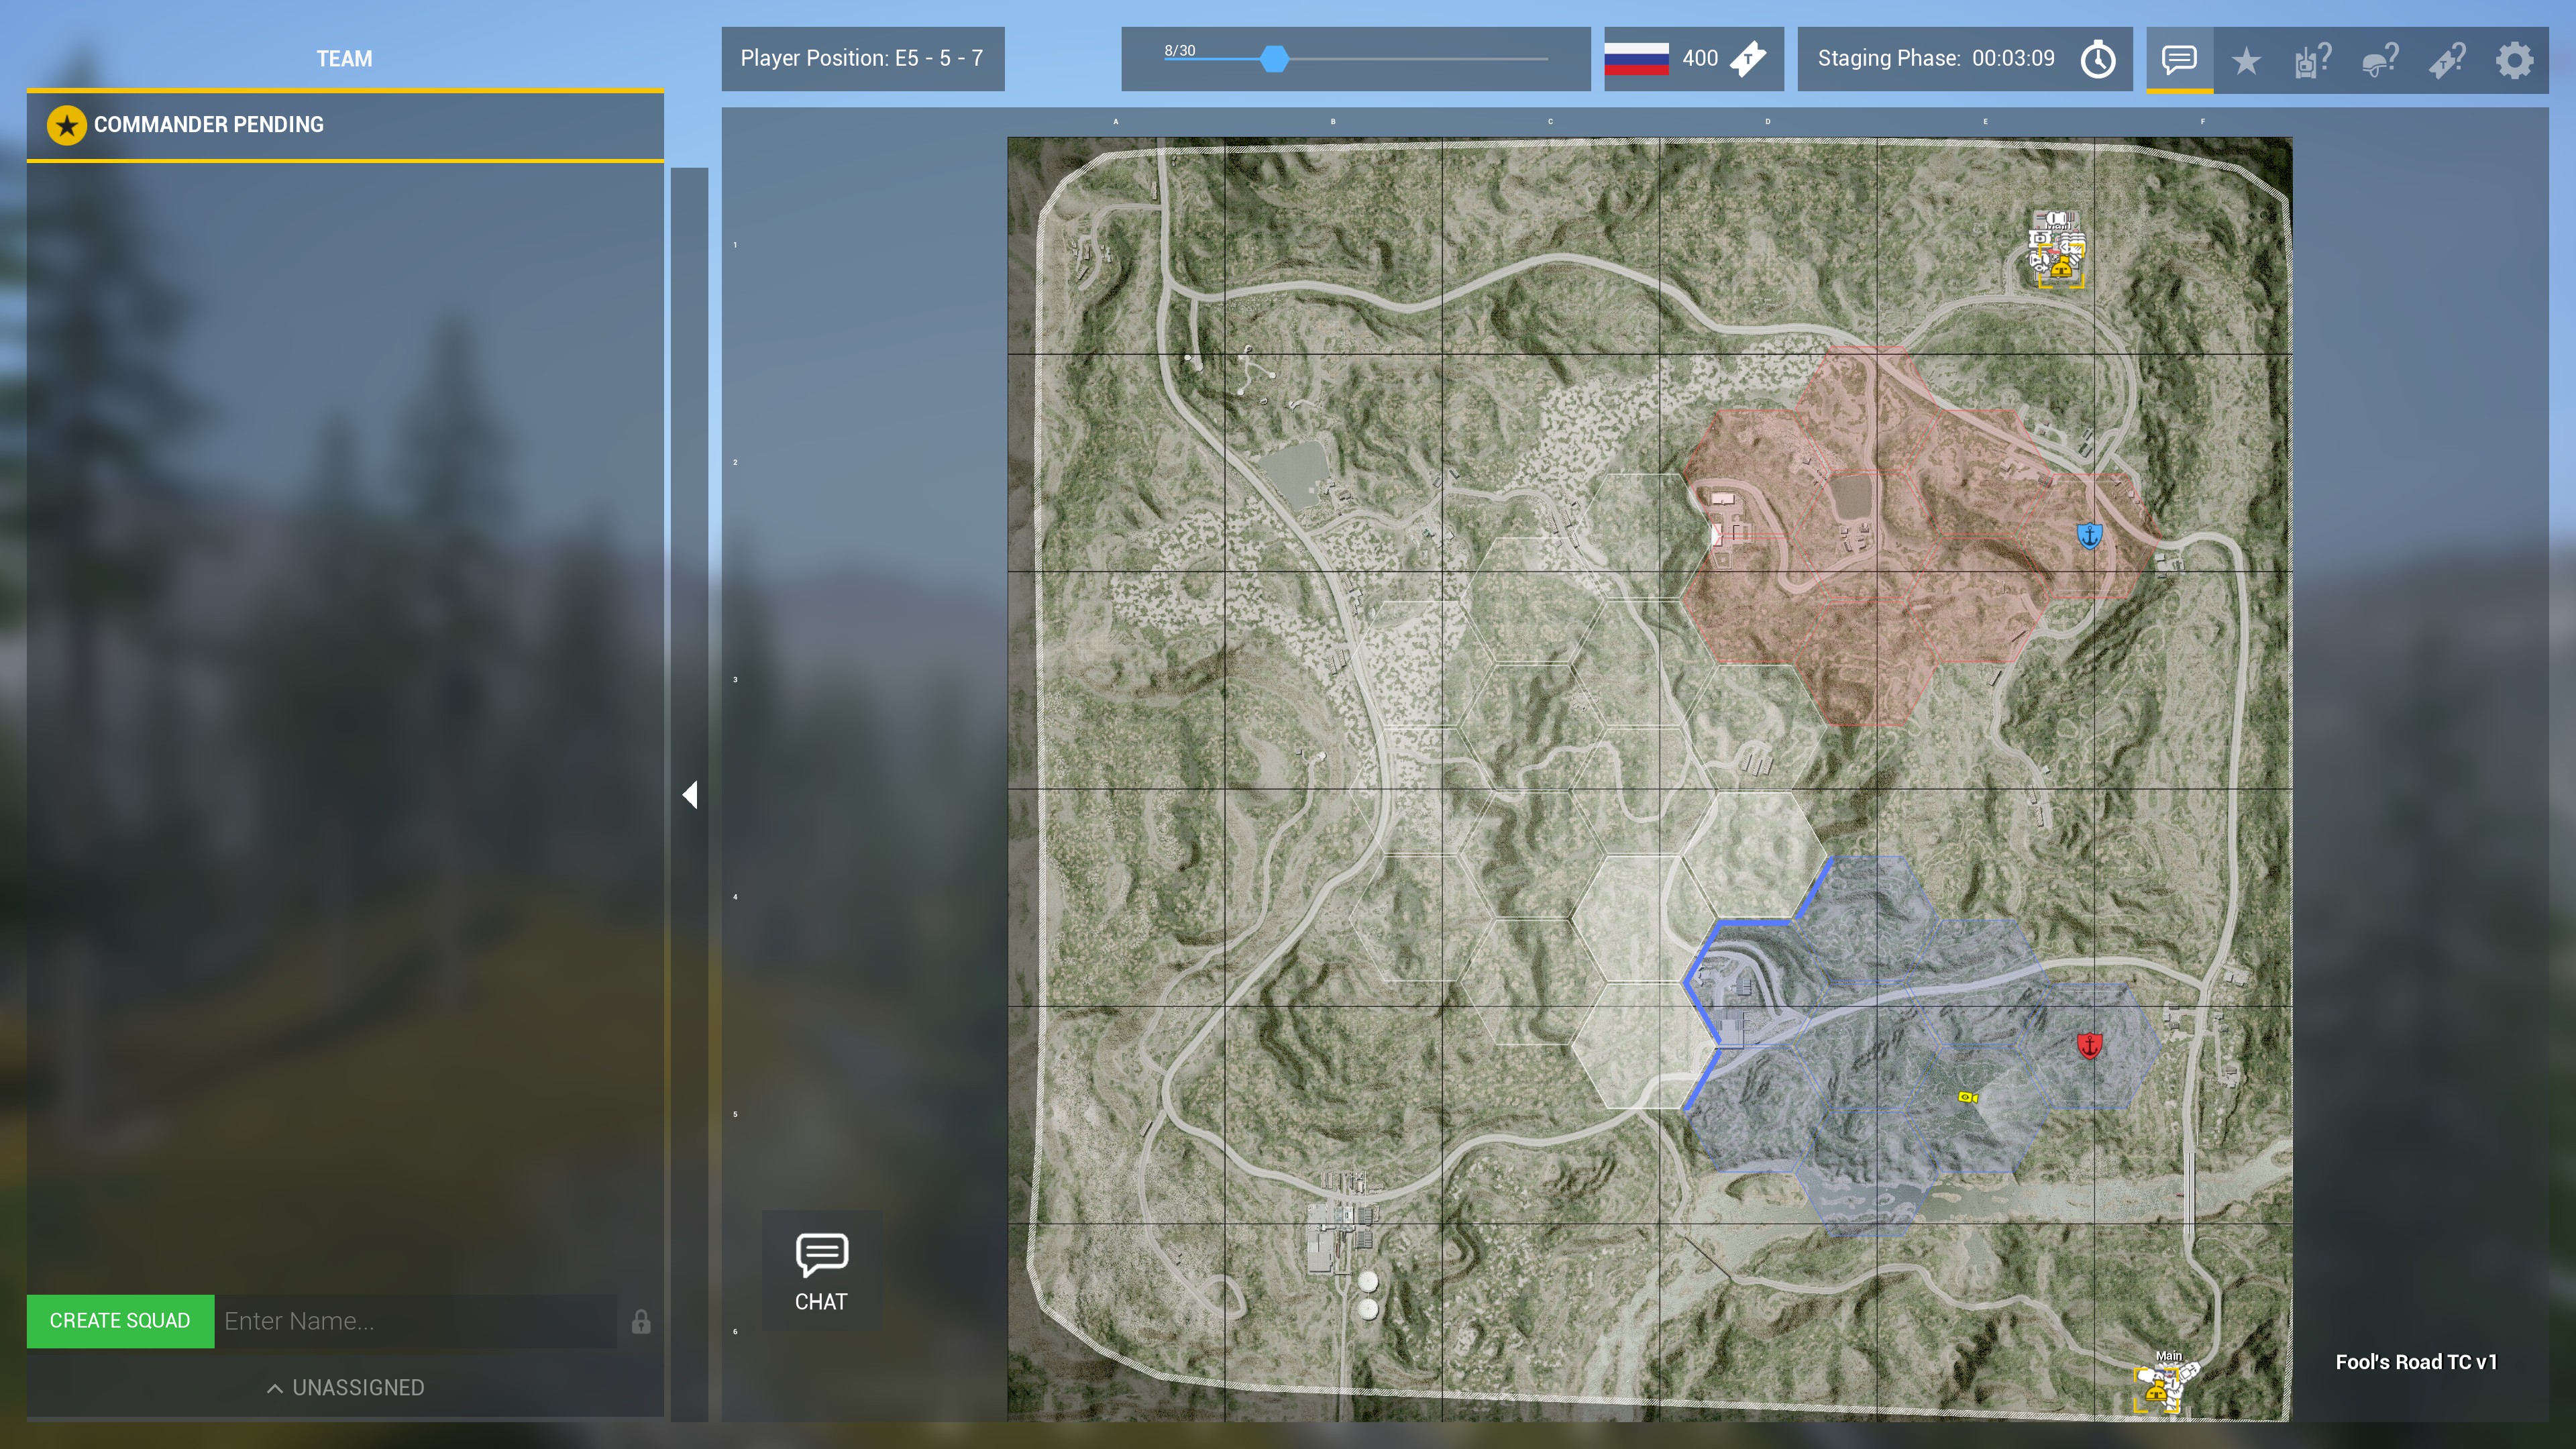 TEAM
Player Position: E5 - 5 - 7
8/30
400
T
Staging Phase: 00:03:09
?
?
T?
COMMANDER PENDING
A B C D E F
1
2
3
4
5
6
CHAT
CREATE SQUAD
Enter Name...
UNASSIGNED
Main
Fool's Road TC v1